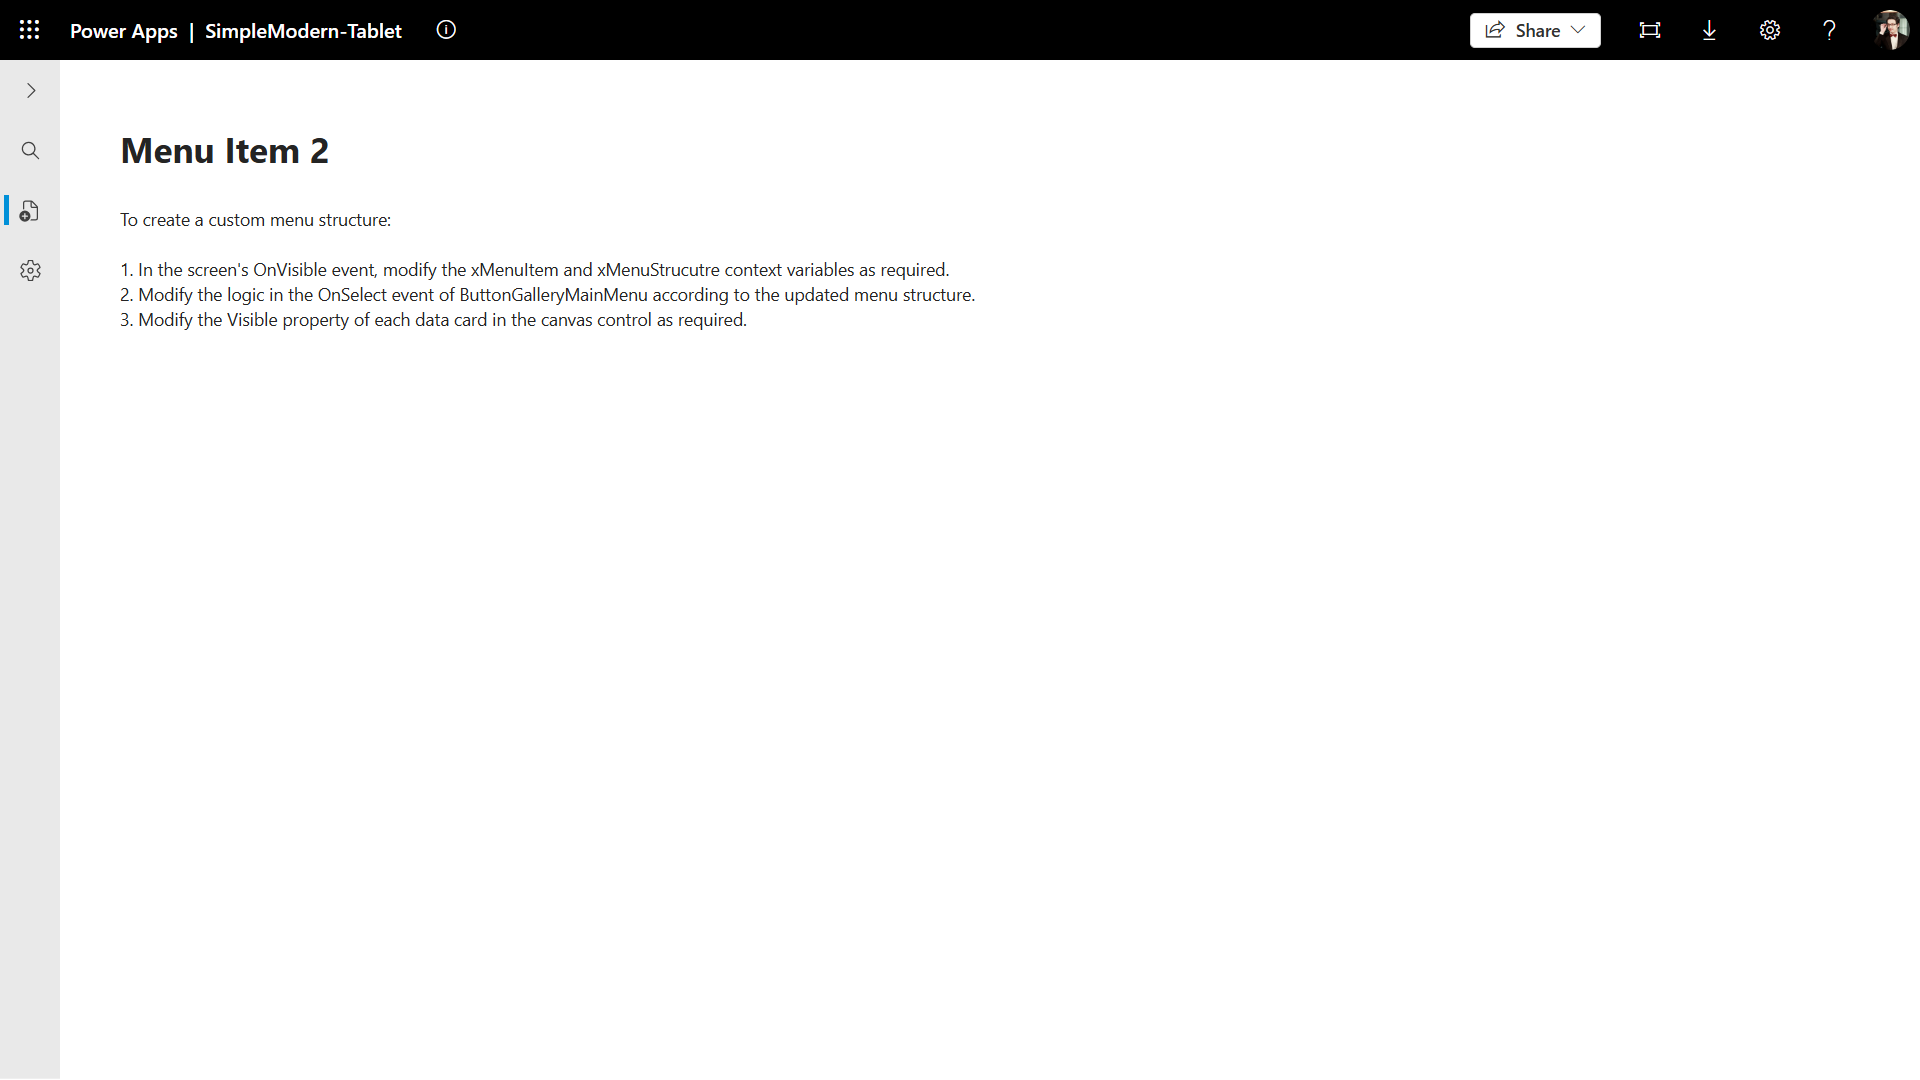 Power Apps | SimpleModern-Tablet
Share
Menu Item 2
To create a custom menu structure:
1. In the screen's OnVisible event, modify the xMenuItem and xMenuStrucutre context variables as required.
2. Modify the logic in the OnSelect event of ButtonGalleryMainMenu according to the updated menu structure.
3. Modify the Visible property of each data card in the canvas control as required.